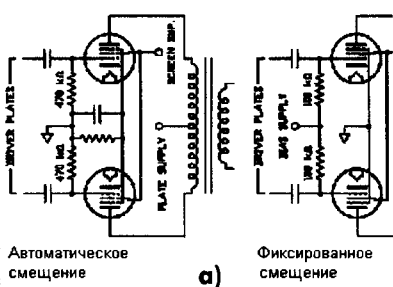 DRIVER PLATES
470 kΩ
470 kΩ
SCREEN SUP.
PLATE SUPPLY
DRIVER PLATES
100 kΩ
BIAS SUPPLY
100 kΩ
Автоматическое
смещение
а)
Фиксированное
смещение